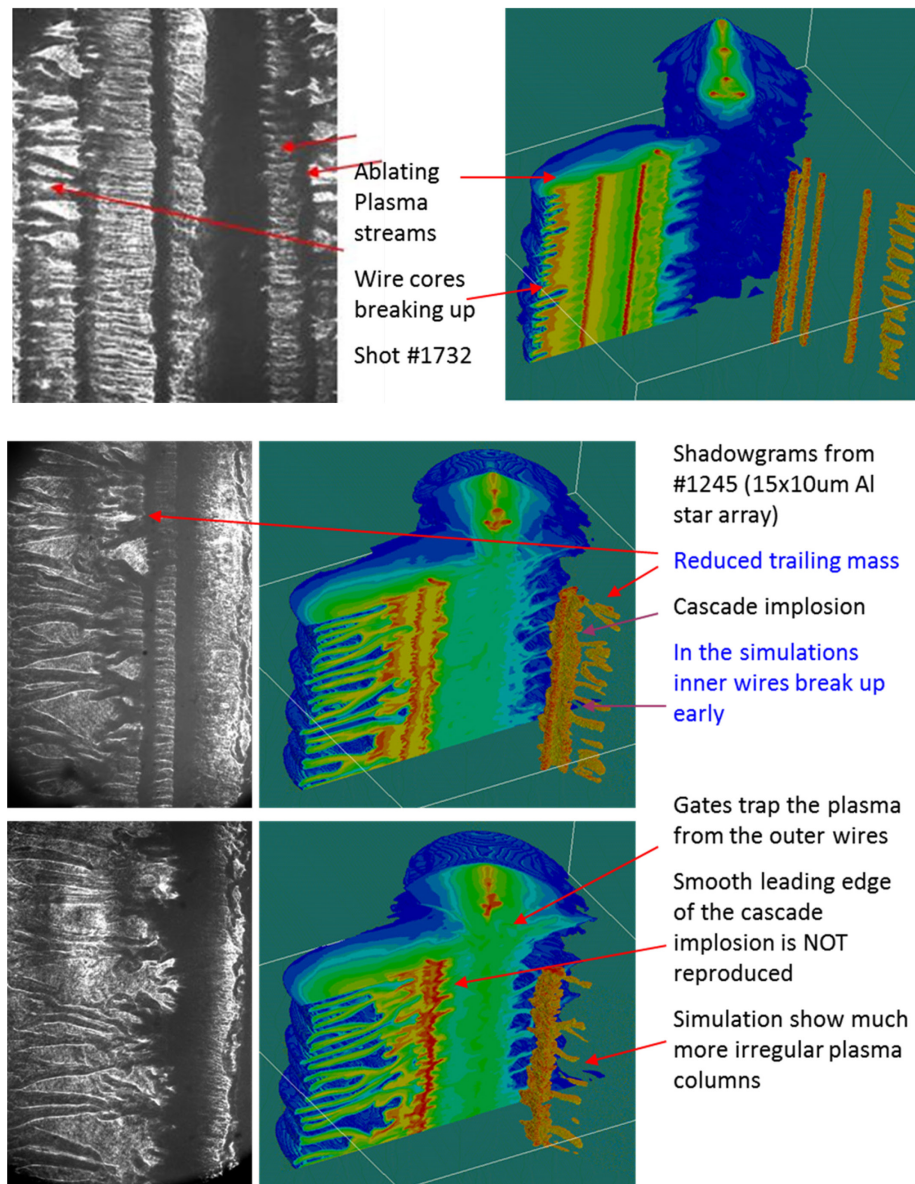 Ablating
Plasma
streams
Wire cores
breaking up
Shot #1732
Shadowgrams from
#1245 (15x10um Al
star array)
Reduced trailing mass
Cascade implosion
In the simulations
inner wires break up
early
Gates trap the plasma
from the outer wires
Smooth leading edge
of the cascade
implosion is NOT
reproduced
Simulation show much
more irregular plasma
columns